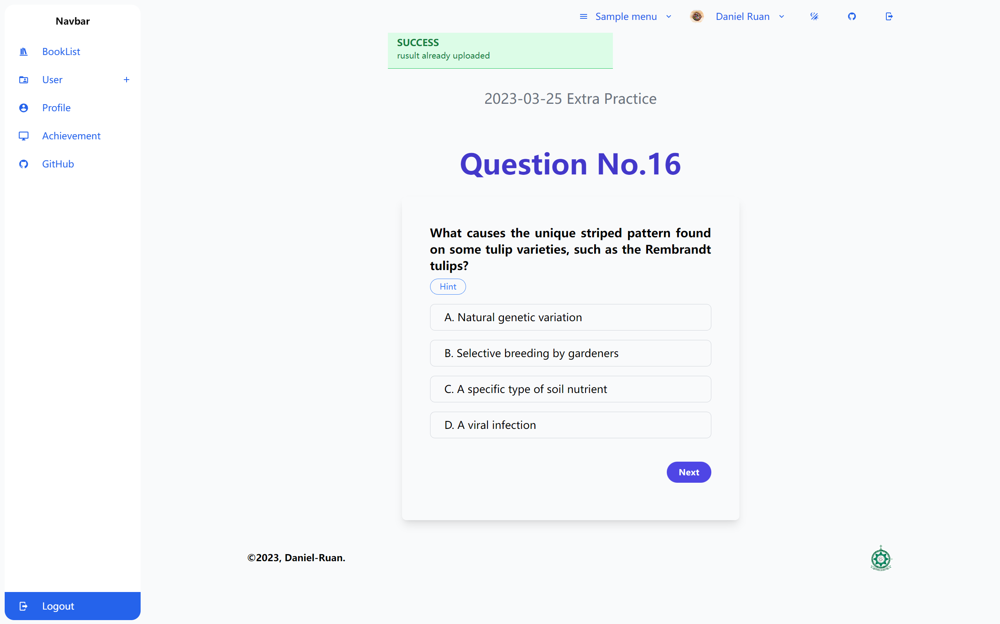 Navbar
BookList
User
Profile
Achievement
GitHub
Logout
Sample menu
Daniel Ruan
SUCCESS
rusult already uploaded
2023-03-25 Extra Practice
Question No.16
What causes the unique striped pattern found
on some tulip varieties, such as the Rembrandt
tulips?
Hint
A. Natural genetic variation
B. Selective breeding by gardeners
C. A specific type of soil nutrient
D. A viral infection
Next
©2023, Daniel-Ruan.